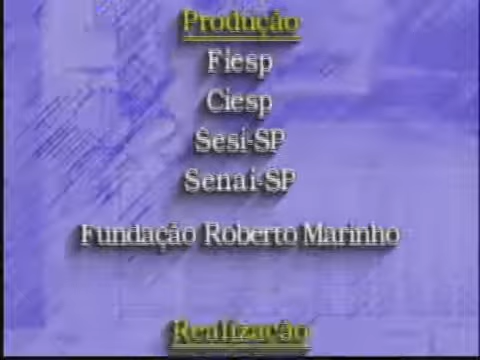 Produção
Fiesp
Ciesp
Sesi-SP
Senai-SP
Fundação Roberto Marinho
Realização